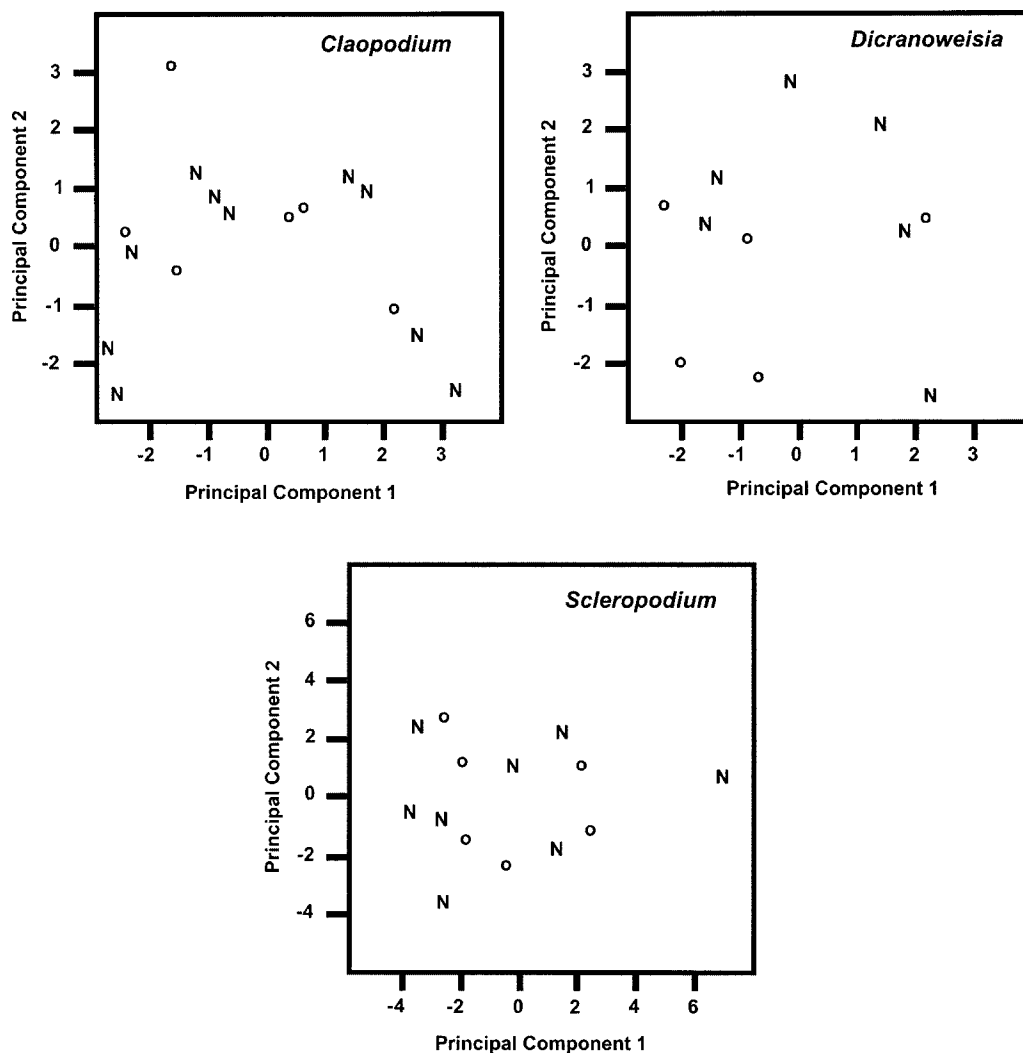 Claopodium
Principal Component 2
3
2
1
0
-1
-2
O
N
N
N
N
N
O
O
O
N
O
O
N
N
N
N
-2
-1
0
1
2
3
Principal Component 1
Dicranoweisia
Principal Component 2
3
2
1
0
-1
-2
N
N
N
O
N
O
N
O
O
O
N
-2
-1
0
1
2
3
Principal Component 1
Scleropodium
Principal Component 2
6
4
2
0
-2
-4
N
O
N
O
N
O
N
N
N
O
O
N
O
N
-4
-2
0
2
4
6
Principal Component 1